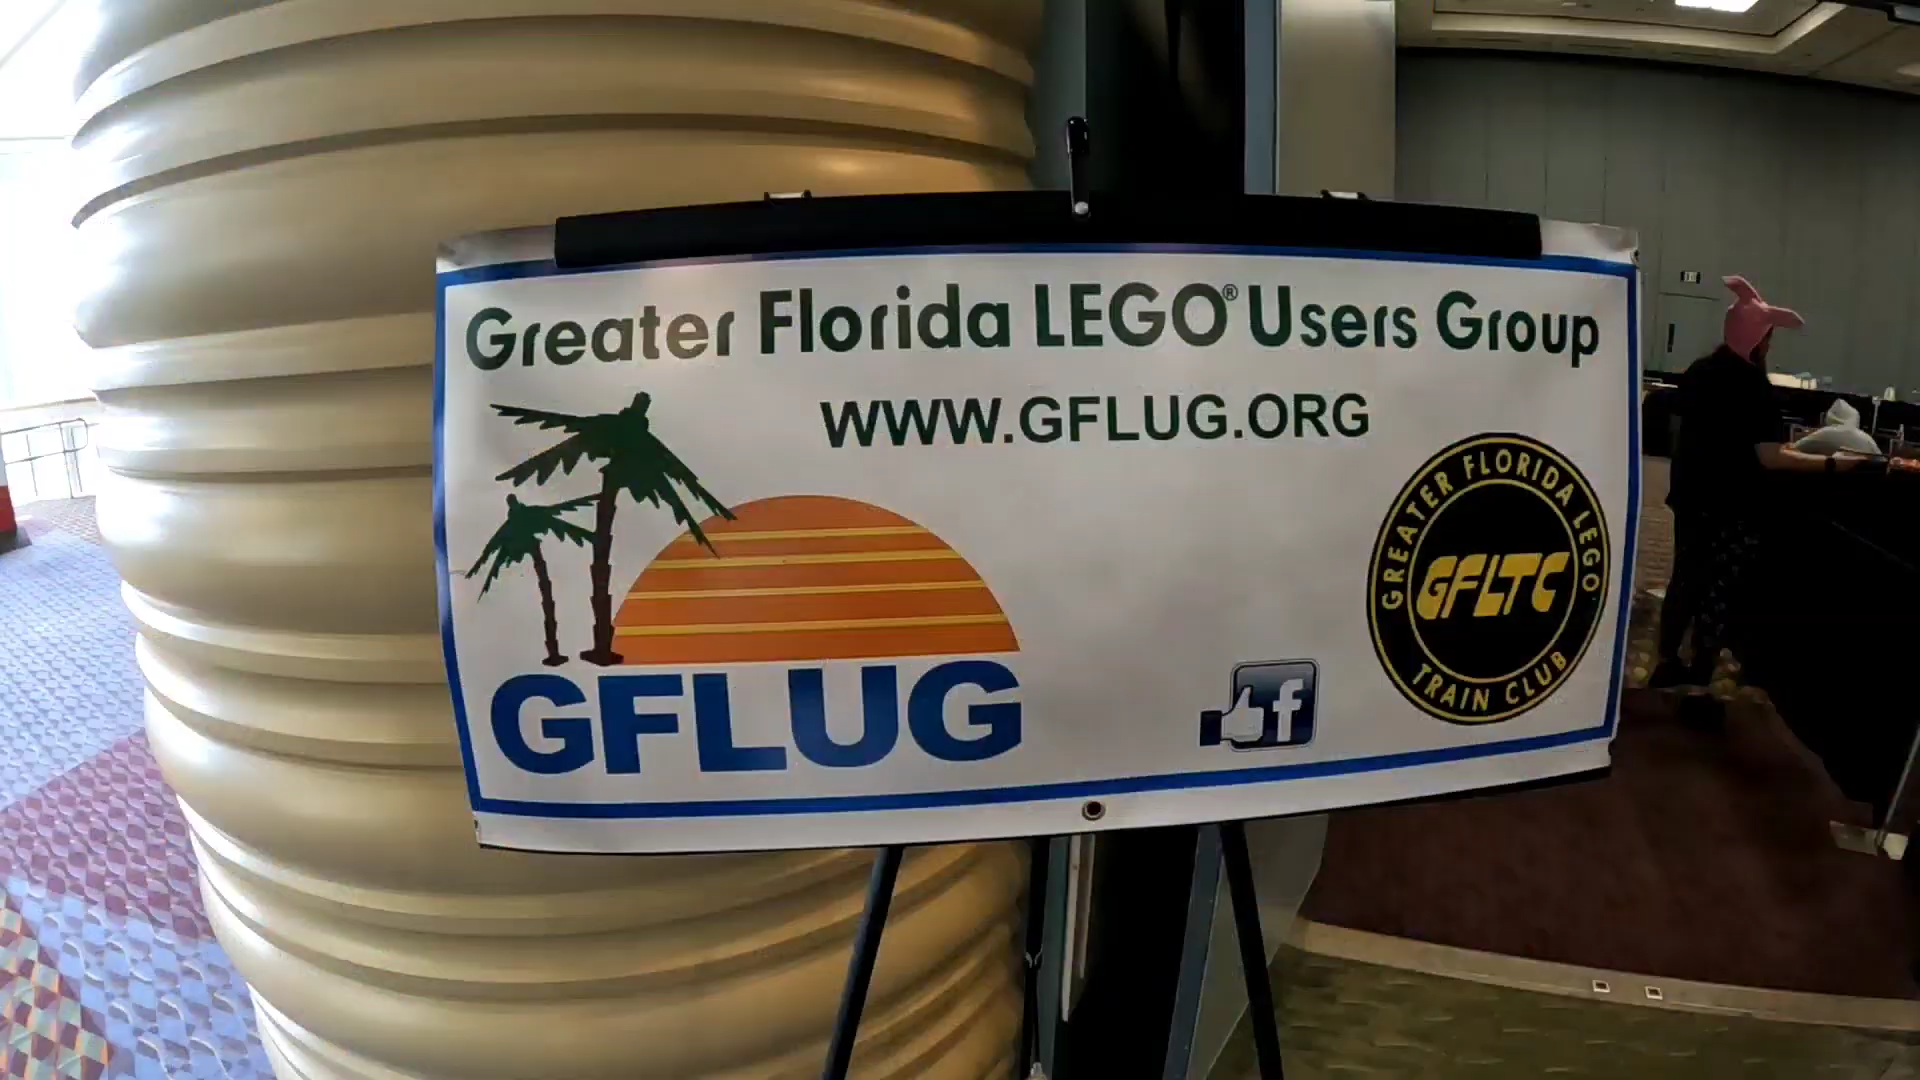 Greater Florida LEGO® Users Group
WWW.GFLUG.ORG
GREATER FLORIDA LEGO
GFLTC
TRAIN CLUB
GFLUG
f